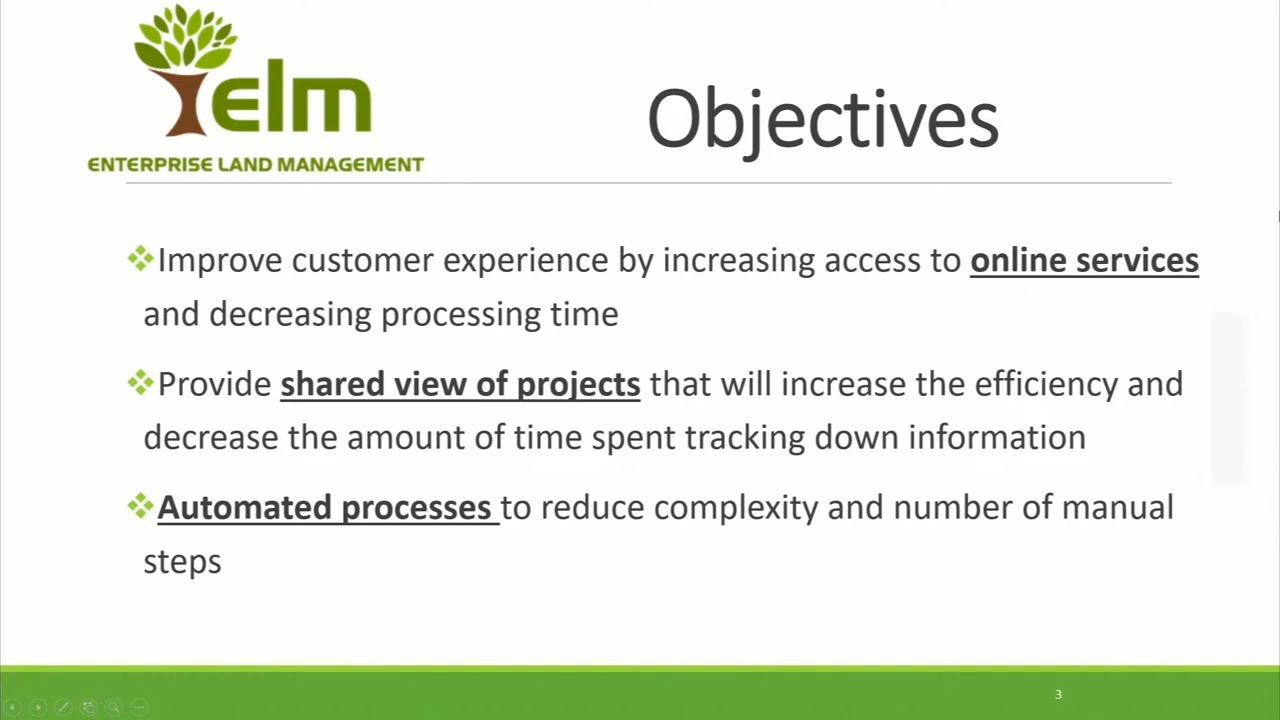 elm
ENTERPRISE LAND MANAGEMENT
Objectives
Improve customer experience by increasing access to online services
and decreasing processing time
Provide shared view of projects that will increase the efficiency and
decrease the amount of time spent tracking down information
Automated processes to reduce complexity and number of manual
steps
3